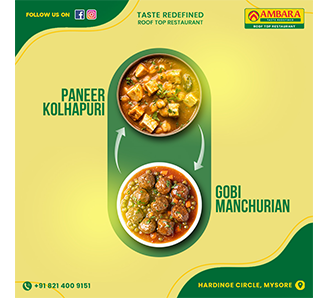 FOLLOW US ON
TASTE REDEFINED
ROOF TOP RESTAURANT
AMBARA
ROOF TOP RESTAURANT
PANEER
KOLHAPURI
GOBI
MANCHURIAN
+91 821 400 9151
HARDINGE CIRCLE, MYSORE